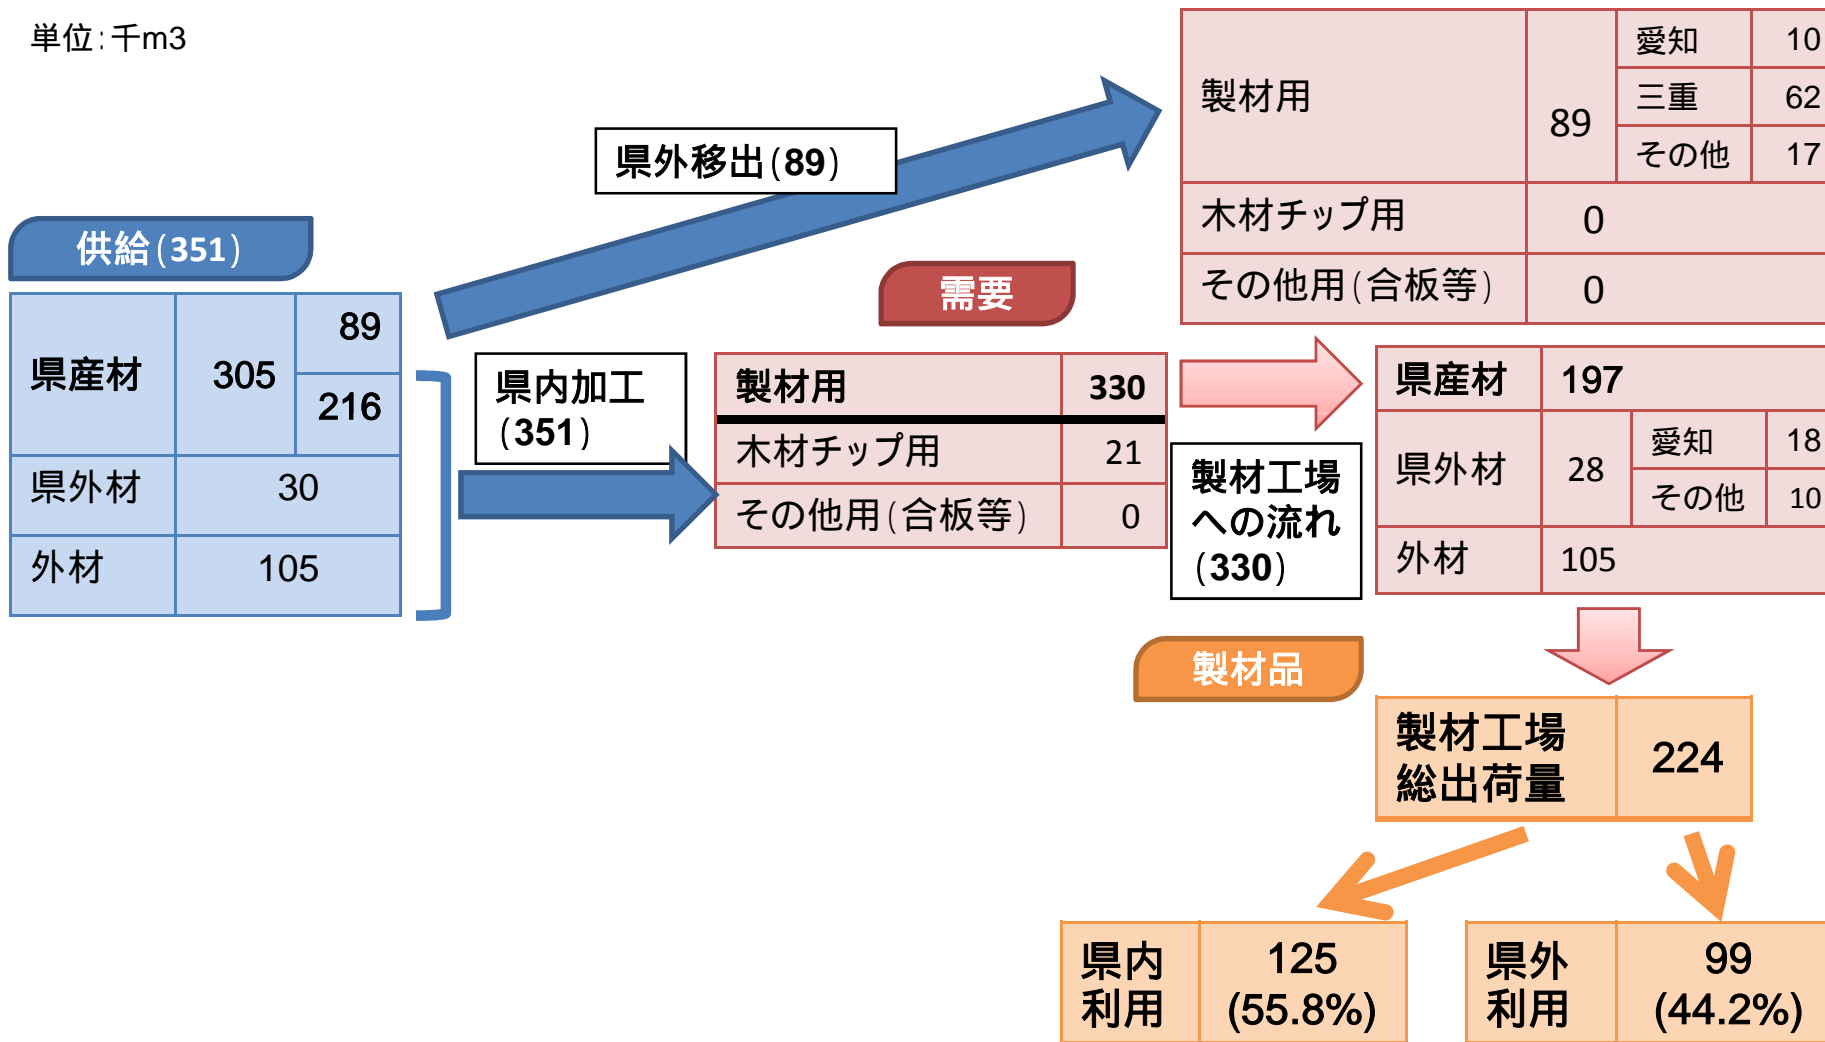 単位:千m3
製材用 89 愛知 10
三重 62
その他 17
木材チップ用 0
その他用(合板等) 0
県外移出(89)
供給(351)
県産材 305 89
216
県外材 30
外材 105
県内加工
(351)
需要
製材用 330
木材チップ用 21
その他用(合板等) 0
製材工場
への流れ
(330)
県産材 197
県外材 28 愛知 18
その他 10
外材 105
製材品
製材工場
総出荷量
224
県内
利用
125
(55.8%)
県外
利用
99
(44.2%)